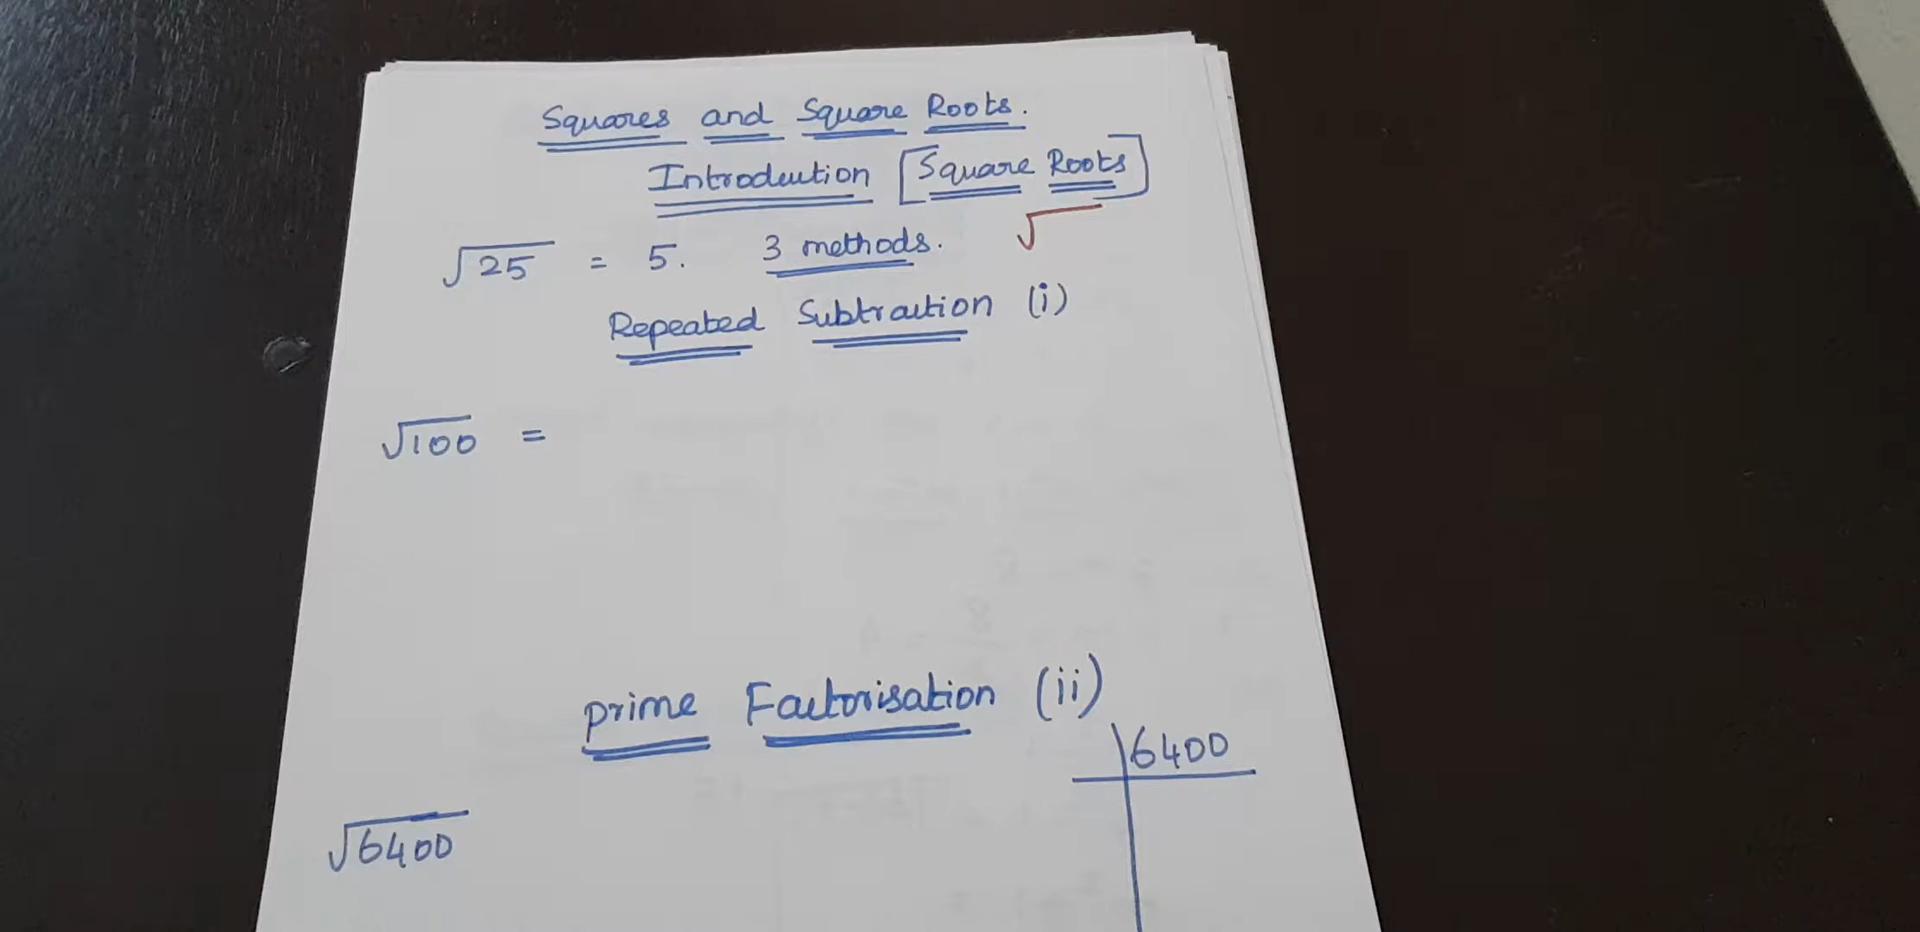 Squares and Square Roots.
Introduction [Square Roots]
√25 = 5. 3 methods. √
Repeated Subtraction (i)
√100 =
prime Factorisation (ii)
6400
√6400